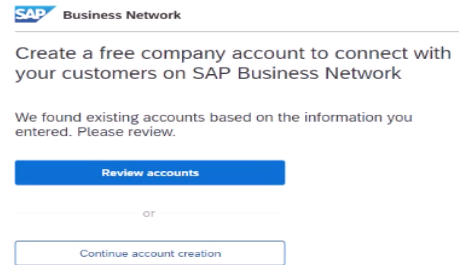 SAP Business Network
Create a free company account to connect with
your customers on SAP Business Network
We found existing accounts based on the information you
entered. Please review.
Review accounts
or
Continue account creation